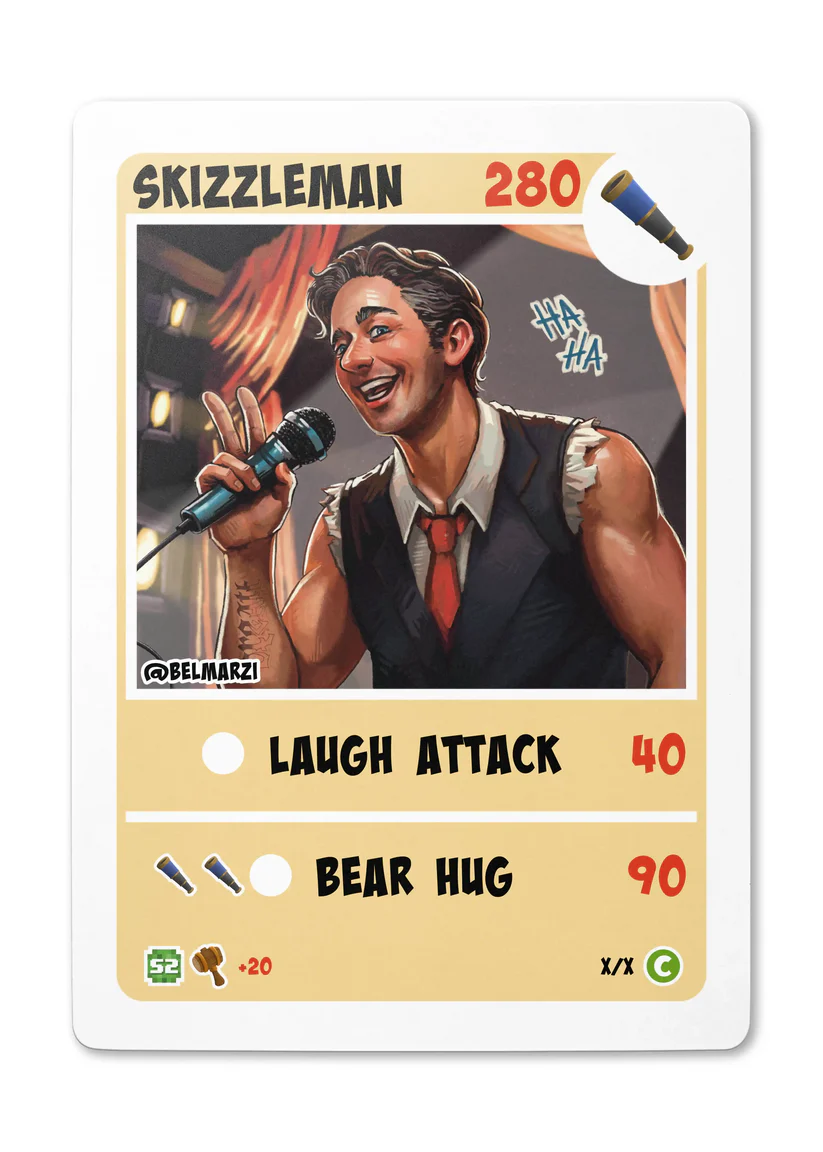 SKIZZLEMAN 280
HA
HA
@BELMARZI
LAUGH ATTACK 40
BEAR HUG 90
S2 +20 X/X C